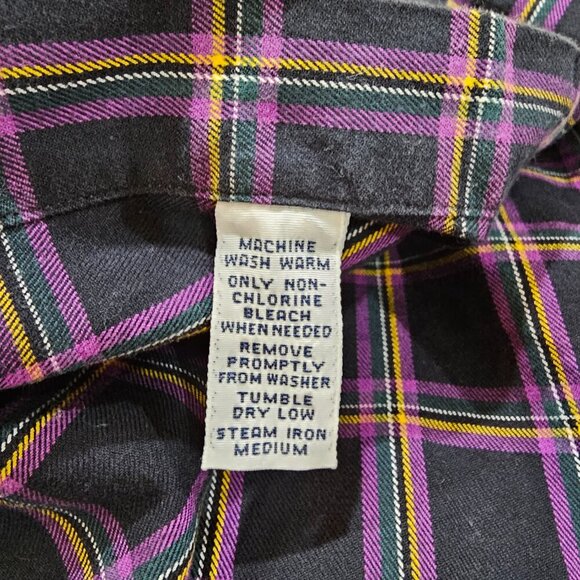 MACHINE
WASH WARM
ONLY NON-
CHLORINE
BLEACH
WHEN NEEDED
REMOVE
PROMPTLY
FROM WASHER
TUMBLE
DRY LOW
STEAM IRON
MEDIUM